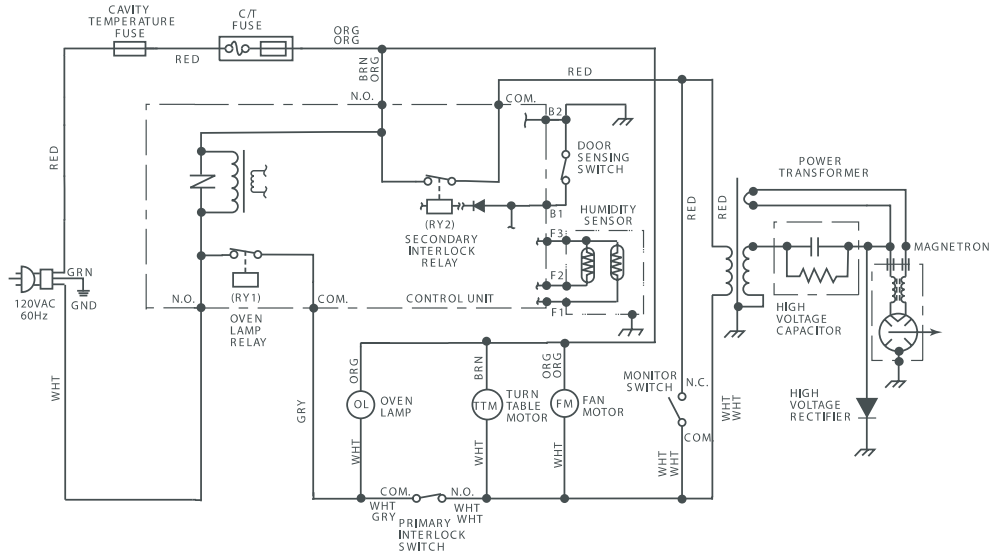 CAVITY
TEMPERATURE
FUSE
C/T
FUSE
ORG
ORG
RED
BRN
ORG
RED
N.O.
COM.
B2
DOOR
SENSING
SWITCH
POWER
TRANSFORMER
RED
RED
RED
B1
(RY2)
SECONDARY
INTERLOCK
RELAY
HUMIDITY
SENSOR
F3
F2
F1
MAGNETRON
GRN
GND
120VAC
60Hz
N.O.
(RY1)
OVEN
LAMP
RELAY
COM.
CONTROL UNIT
HIGH
VOLTAGE
CAPACITOR
WHT
GRY
ORG
BRN
ORG
ORG
OL
OVEN
LAMP
TTM
TURN
TABLE
MOTOR
FM
FAN
MOTOR
MONITOR
SWITCH
N.C.
COM.
WHT
WHT
HIGH
VOLTAGE
RECTIFIER
WHT
WHT
WHT
WHT
WHT
COM.
N.O.
WHT
GRY
WHT
WHT
PRIMARY
INTERLOCK
SWITCH